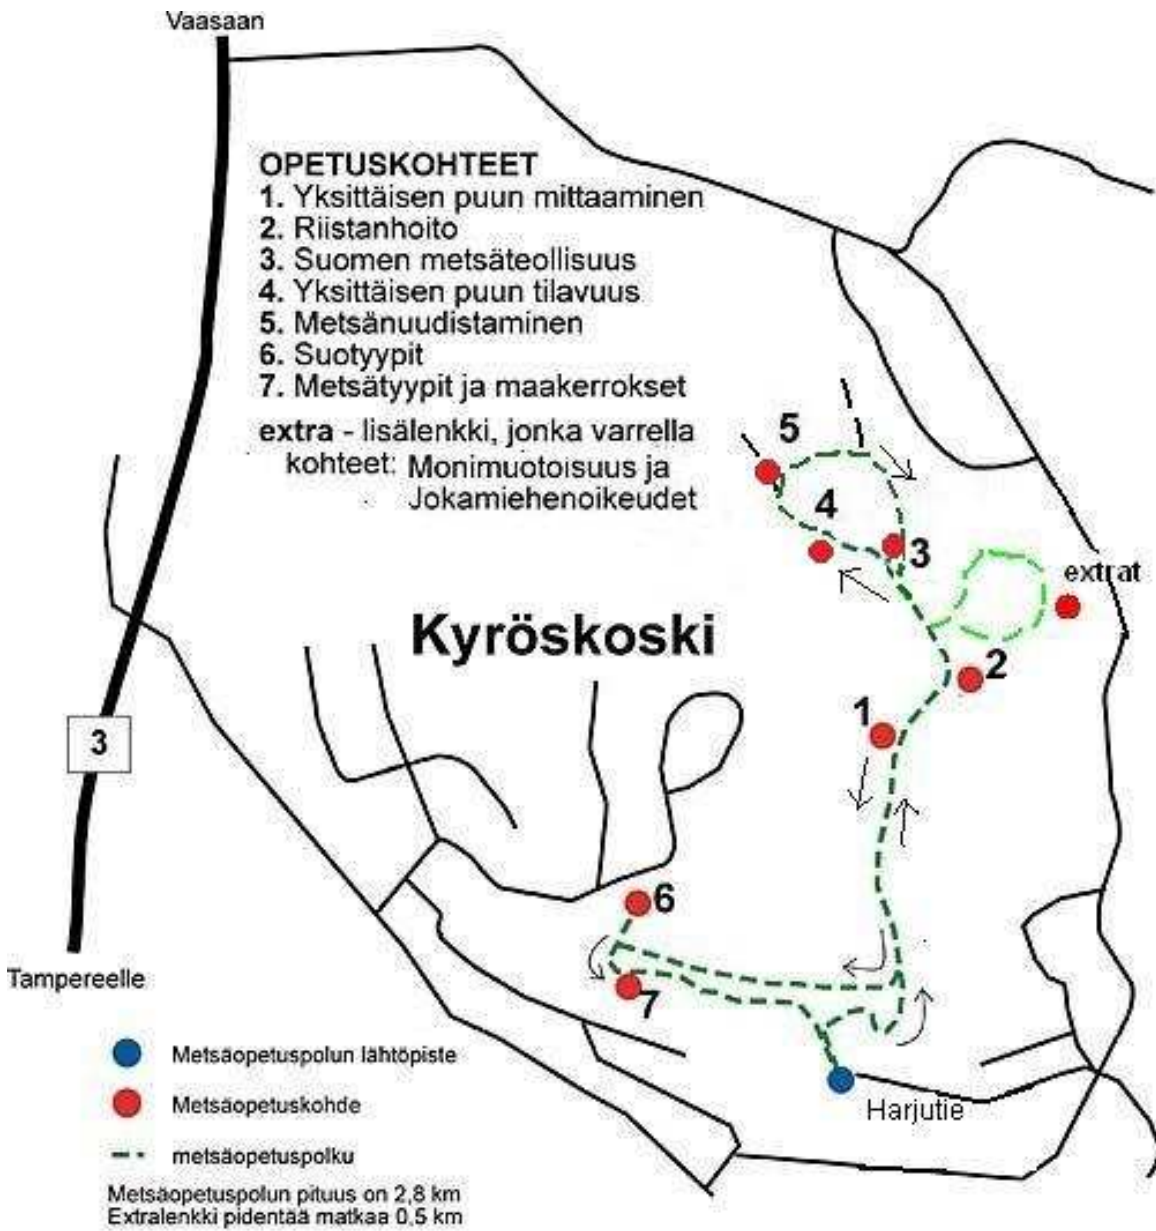 Vaasaan
OPETUSKOHTEET
1. Yksittäisen puun mittaaminen
2. Riistanhoito
3. Suomen metsäteollisuus
4. Yksittäisen puun tilavuus
5. Metsänuudistaminen
6. Suotyypit
7. Metsätyypit ja maakerrokset
extra - lisälenkki, jonka varrella
kohteet: Monimuotoisuus ja
Jokamiehenoikeudet
5
4
3
extrat
Kyröskoski
2
1
3
6
7
Tampereelle
Metsäopetuspolun lähtöpiste
Metsäopetuskohde
Harjutie
metsäopetuspolku
Metsäopetuspolun pituus on 2,8 km
Extralenkki pidentää matkaa 0,5 km